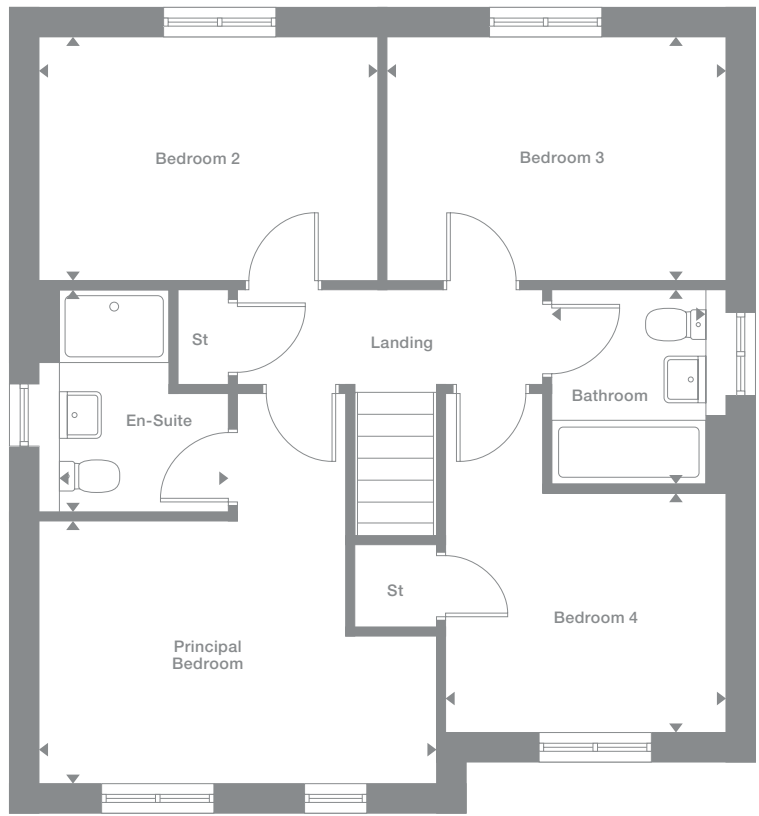 Bedroom 2
Bedroom 3
St
Landing
Bathroom
En-Suite
St
Bedroom 4
Principal
Bedroom